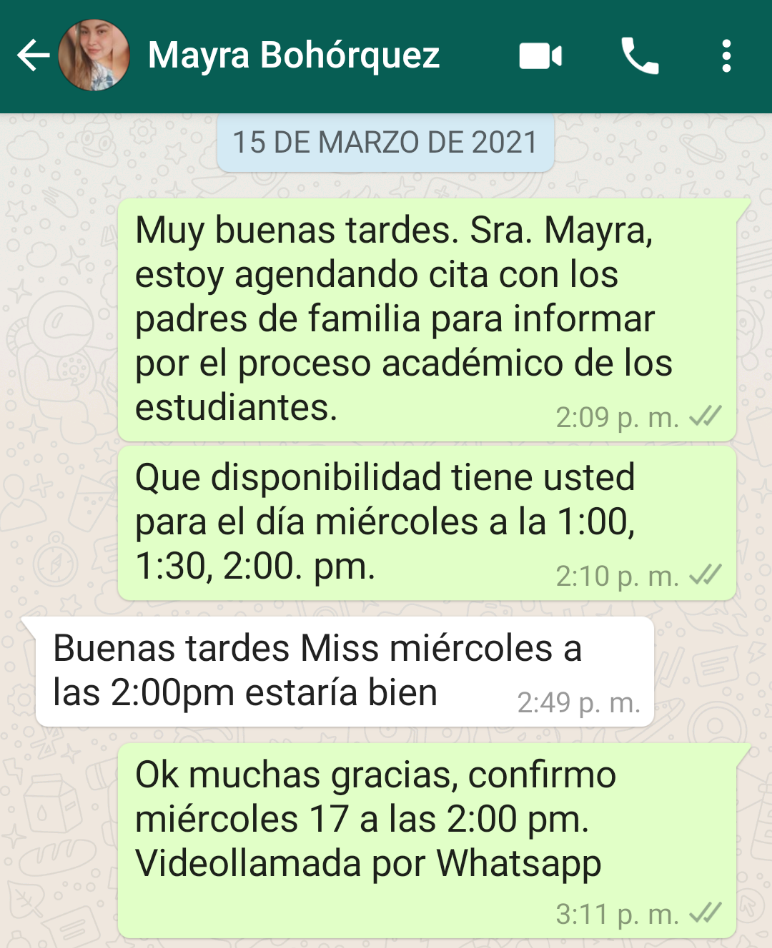 Mayra Bohórquez
15 DE MARZO DE 2021
Muy buenas tardes. Sra. Mayra,
estoy agendando cita con los
padres de familia para informar
por el proceso académico de los
estudiantes.
2:09 p. m.
Que disponibilidad tiene usted
para el día miércoles a la 1:00,
1:30, 2:00. pm.
2:10 p. m.
Buenas tardes Miss miércoles a
las 2:00pm estaría bien
2:49 p. m.
Ok muchas gracias, confirmo
miércoles 17 a las 2:00 pm.
Videollamada por Whatsapp
3:11 p. m.